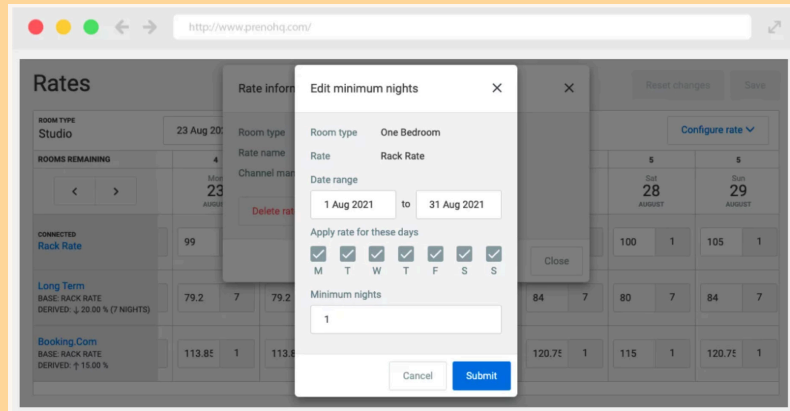 http://www.prenohq.com/
Rates
Reset changes
Save
ROOM TYPE
Studio
23 Aug 20
Configure rate
ROOMS REMAINING
4
5
5
Mon
23
AUGUST
Sat
28
AUGUST
Sun
29
AUGUST
CONNECTED
Rack Rate
99
100
1
105
1
Long Term
BASE: RACK RATE
DERIVED: ↓ 20.00 % (7 NIGHTS)
79.2
7
79.2
84
7
80
7
84
7
Booking.Com
BASE: RACK RATE
DERIVED: ↑ 15.00 %
113.85
1
113.8
120.75
1
115
1
120.75
1
Rate inform
Room type
Rate name
Channel man
Delete rat
Close
Edit minimum nights
Room type One Bedroom
Rate Rack Rate
Date range
1 Aug 2021 to 31 Aug 2021
Apply rate for these days
M T W T F S S
Minimum nights
1
Cancel Submit